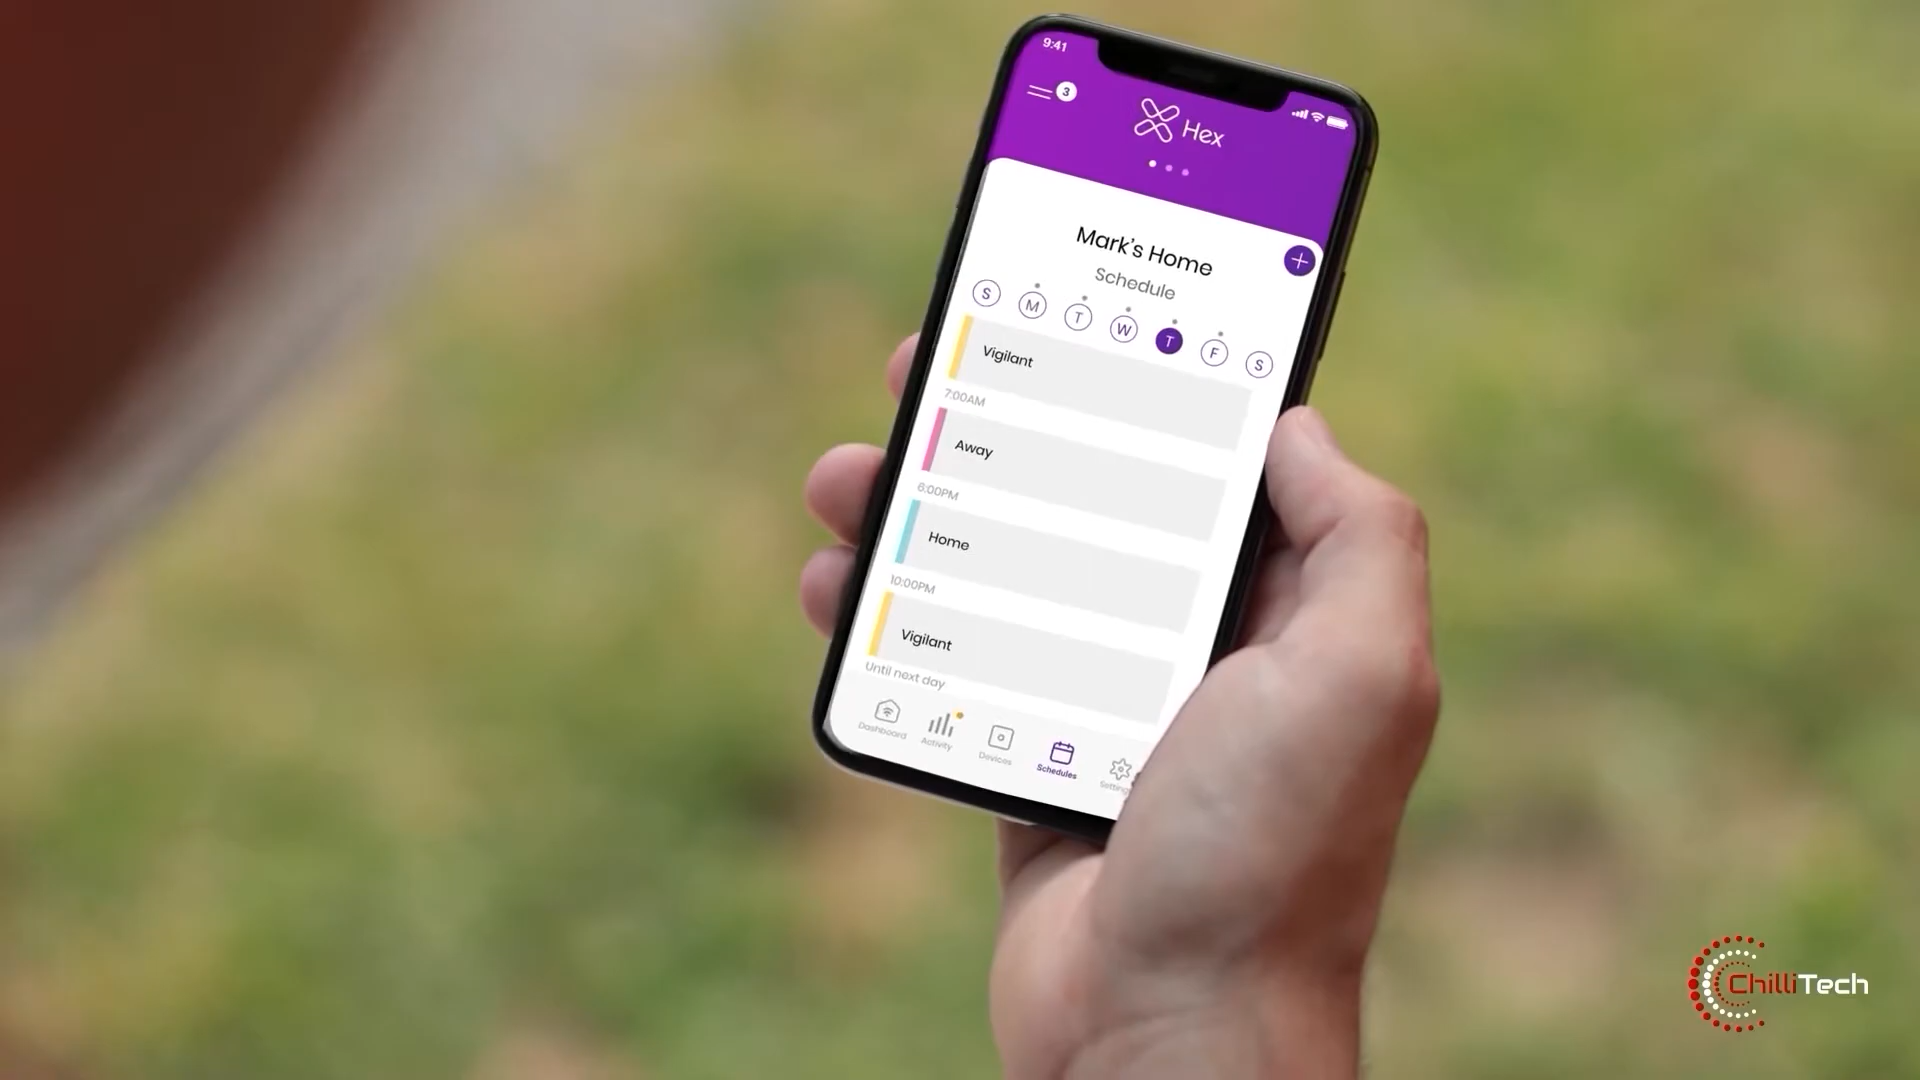 9:41
3
Hex
Mark's Home
Schedule
S M T W T F S
Vigilant
7:00AM
Away
6:00PM
Home
10:00PM
Vigilant
Until next day
Dashboard Activity Devices Schedules Settings
ChilliTech